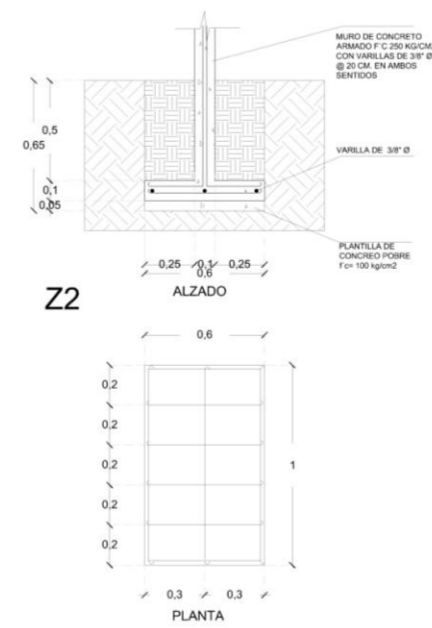 MURO DE CONCRETO
ARMADO F´C 250 KG/CM2
CON VARILLAS DE 3/8" Ø
@ 20 CM. EN AMBOS
SENTIDOS
0,5
0,65
VARILLA DE 3/8" Ø
0,1
0,05
PLANTILLA DE
CONCREO POBRE
f´c= 100 kg/cm2
0,25
0,1
0,25
0,6
ALZADO
Z2
0,6
0,2
0,2
0,2
0,2
0,2
1
0,3
0,3
PLANTA